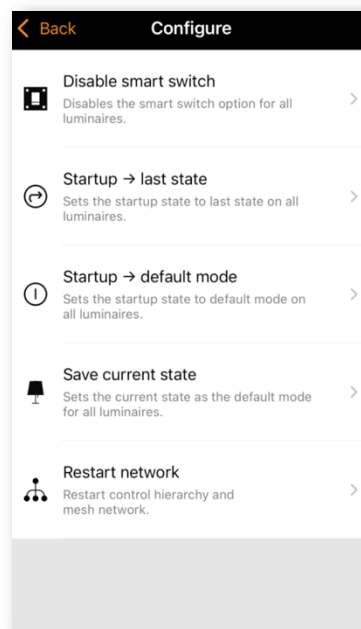 Back
Configure
Disable smart switch
Disables the smart switch option for all
luminaires.
Startup → last state
Sets the startup state to last state on all
luminaires.
Startup → default mode
Sets the startup state to default mode on
all luminaires.
Save current state
Sets the current state as the default mode
for all luminaires.
Restart network
Restart control hierarchy and
mesh network.